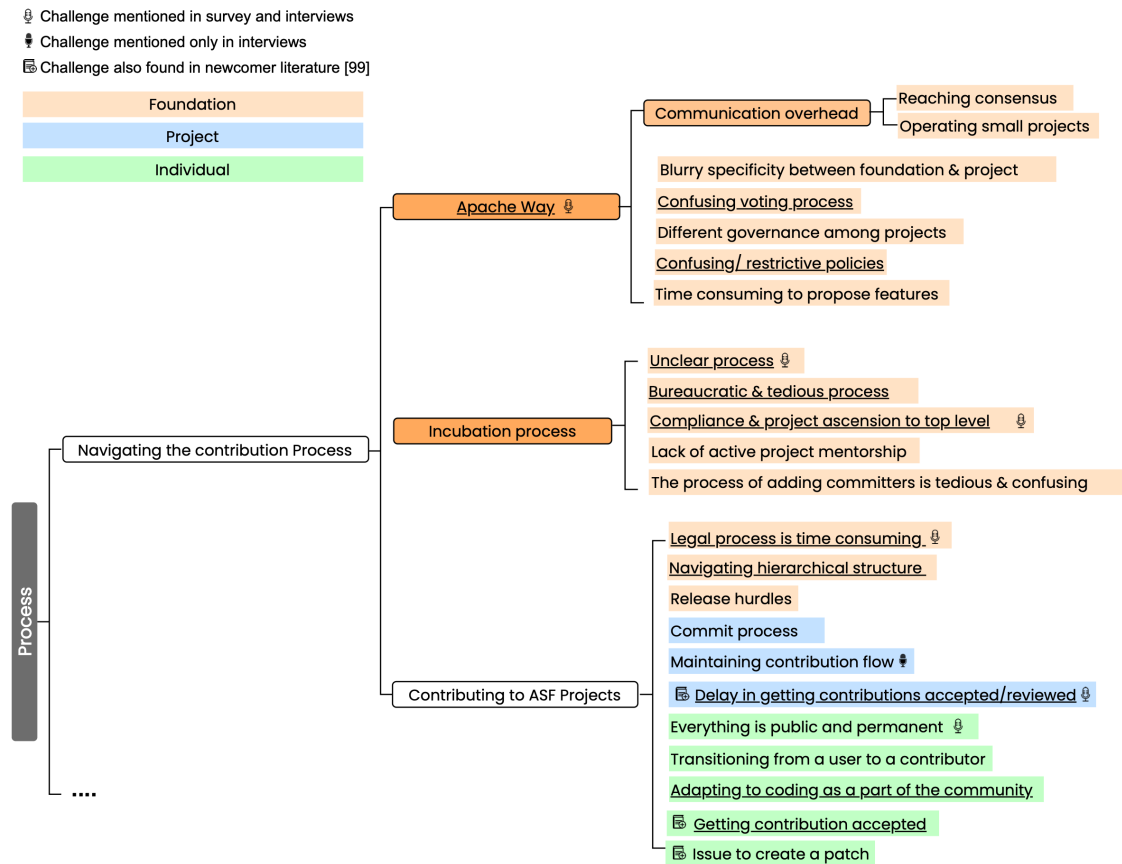 Challenge mentioned in survey and interviews
Challenge mentioned only in interviews
Challenge also found in newcomer literature [99]
Foundation
Project
Individual
Process
Navigating the contribution Process
....
Apache Way
Communication overhead
Reaching consensus
Operating small projects
Blurry specificity between foundation & project
Confusing voting process
Different governance among projects
Confusing/ restrictive policies
Time consuming to propose features
Incubation process
Unclear process
Bureaucratic & tedious process
Compliance & project ascension to top level
Lack of active project mentorship
The process of adding committers is tedious & confusing
Contributing to ASF Projects
Legal process is time consuming
Navigating hierarchical structure
Release hurdles
Commit process
Maintaining contribution flow
Delay in getting contributions accepted/reviewed
Everything is public and permanent
Transitioning from a user to a contributor
Adapting to coding as a part of the community
Getting contribution accepted
Issue to create a patch